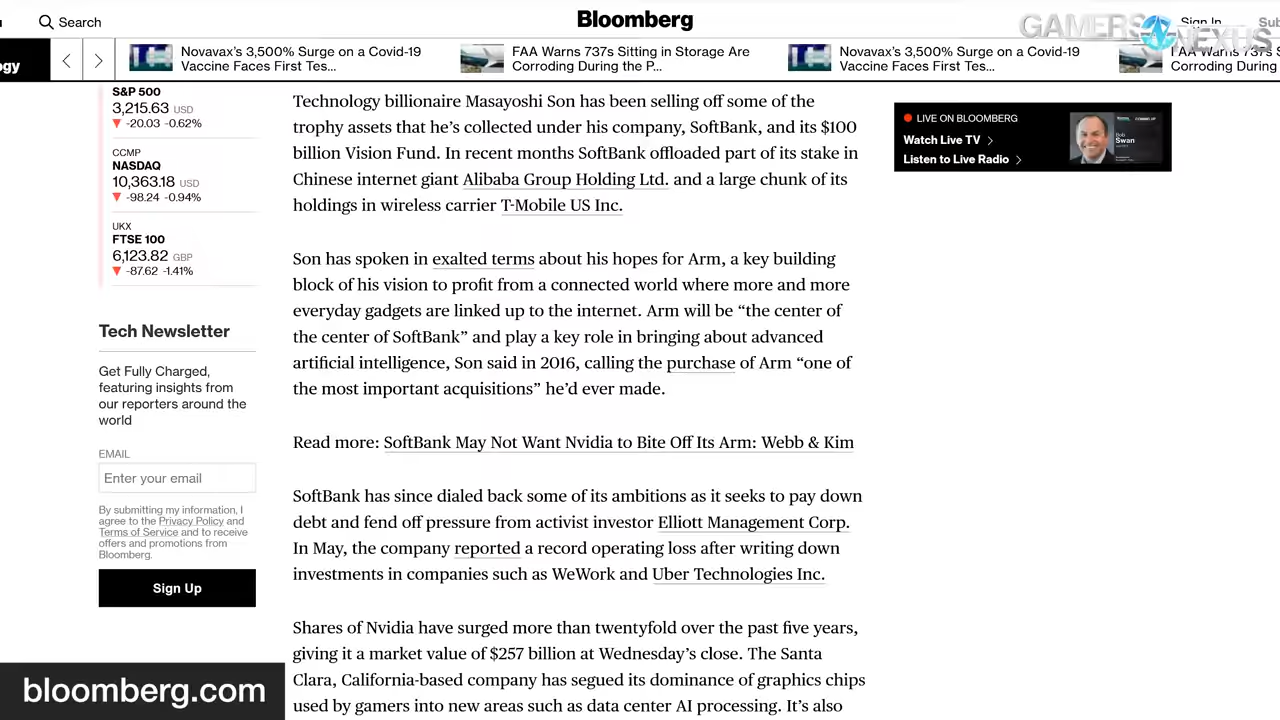 Search
Bloomberg
Sign In
GAMERS
NEXUS
ogy
Novavax's 3,500% Surge on a Covid-19
Vaccine Faces First Tes...
FAA Warns 737s Sitting in Storage Are
Corroding During the P...
Novavax's 3,500% Surge on a Covid-19
Vaccine Faces First Tes...
FAA Warns 737s S
Corroding During
S&P 500
3,215.63 USD
-20.03 -0.62%
CCMP
NASDAQ
10,363.18 USD
-98.24 -0.94%
UKX
FTSE 100
6,123.82 GBP
-87.62 -1.41%
Tech Newsletter
Get Fully Charged,
featuring insights from
our reporters around the
world
EMAIL
Enter your email
By submitting my information, I
agree to the Privacy Policy and
Terms of Service and to receive
offers and promotions from
Bloomberg.
Sign Up
Technology billionaire Masayoshi Son has been selling off some of the
trophy assets that he's collected under his company, SoftBank, and its $100
billion Vision Fund. In recent months SoftBank offloaded part of its stake in
Chinese internet giant Alibaba Group Holding Ltd. and a large chunk of its
holdings in wireless carrier T-Mobile US Inc.
Son has spoken in exalted terms about his hopes for Arm, a key building
block of his vision to profit from a connected world where more and more
everyday gadgets are linked up to the internet. Arm will be “the center of
the center of SoftBank” and play a key role in bringing about advanced
artificial intelligence, Son said in 2016, calling the purchase of Arm “one of
the most important acquisitions” he'd ever made.
Read more: SoftBank May Not Want Nvidia to Bite Off Its Arm: Webb & Kim
SoftBank has since dialed back some of its ambitions as it seeks to pay down
debt and fend off pressure from activist investor Elliott Management Corp.
In May, the company reported a record operating loss after writing down
investments in companies such as WeWork and Uber Technologies Inc.
Shares of Nvidia have surged more than twentyfold over the past five years,
giving it a market value of $257 billion at Wednesday's close. The Santa
Clara, California-based company has segued its dominance of graphics chips
used by gamers into new areas such as data center AI processing. It's also
LIVE ON BLOOMBERG
Watch Live TV
Listen to Live Radio
Bob
Swan
bloomberg.com